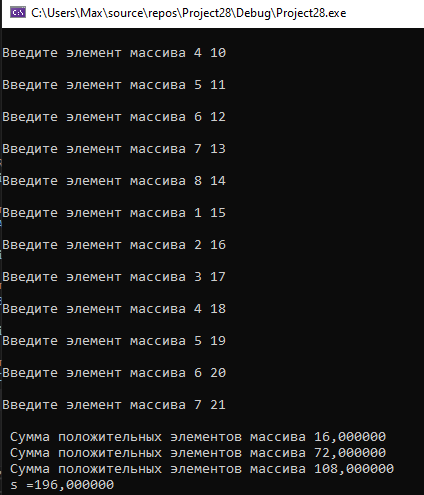 C:\Users\Max\source\repos\Project28\Debug\Project28.exe
Введите элемент массива 4 10
Введите элемент массива 5 11
Введите элемент массива 6 12
Введите элемент массива 7 13
Введите элемент массива 8 14
Введите элемент массива 1 15
Введите элемент массива 2 16
Введите элемент массива 3 17
Введите элемент массива 4 18
Введите элемент массива 5 19
Введите элемент массива 6 20
Введите элемент массива 7 21
Сумма положительных элементов массива 16,000000
Сумма положительных элементов массива 72,000000
Сумма положительных элементов массива 108,000000
s =196,000000